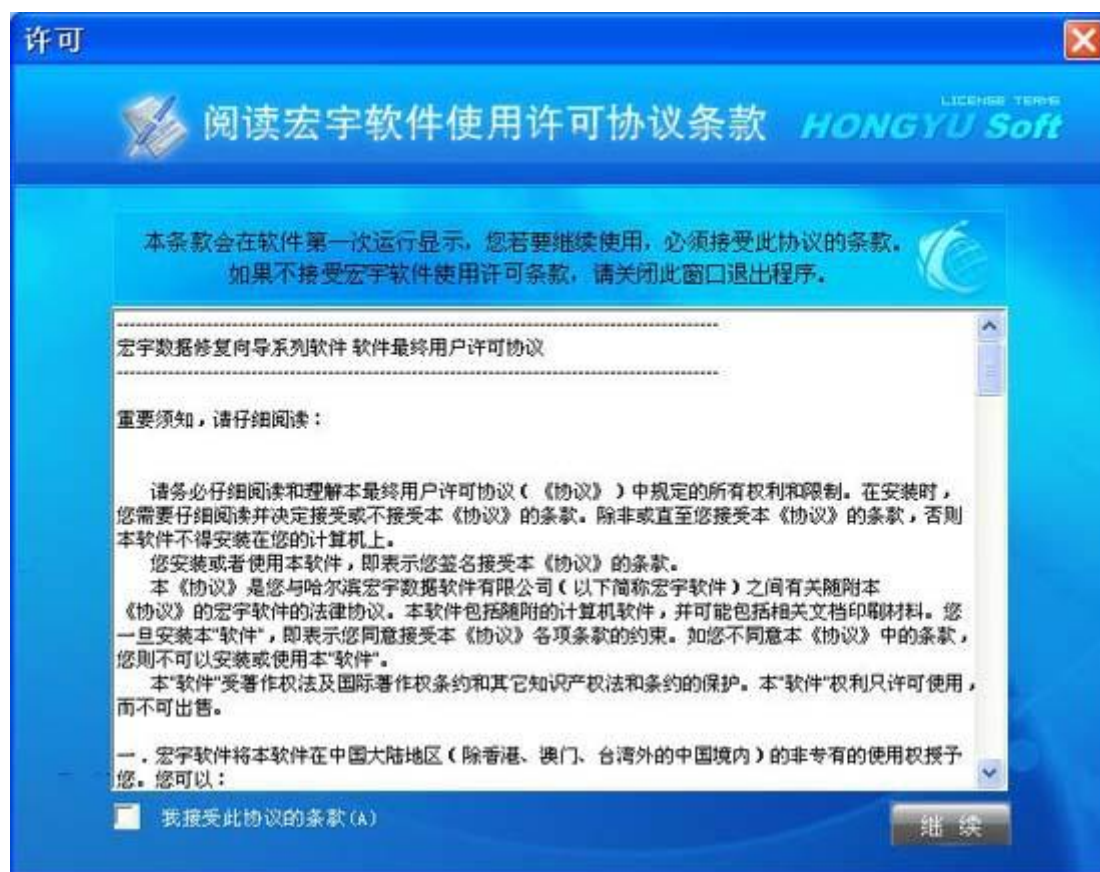 许可
阅读宏宇软件使用许可协议条款
LICENSE TERMS
HONGYU Soft
本条款会在软件第一次运行显示，您若要继续使用，必须接受此协议的条款。
如果不接受宏宇软件使用许可条款，请关闭此窗口退出程序。
宏宇数据修复向导系列软件 软件最终用户许可协议
重要须知，请仔细阅读：
请务必仔细阅读和理解本最终用户许可协议（《协议》）中规定的所有权利和限制。在安装时，
您需要仔细阅读并决定接受或不接受本《协议》的条款。除非或直至您接受本《协议》的条款，否则
本软件不得安装在您的计算机上。
您安装或者使用本软件，即表示您签名接受本《协议》的条款。
本《协议》是您与哈尔滨宏宇数据软件有限公司（以下简称宏宇软件）之间有关随附本
《协议》的宏宇软件的法律协议。本软件包括随附的计算机软件，并可能包括相关文档印刷材料。您
一旦安装本"软件"，即表示您同意接受本《协议》各项条款的约束。如您不同意本《协议》中的条款，
您则不可以安装或使用本"软件"。
本"软件"受著作权法及国际著作权条约和其它知识产权法和条约的保护。本"软件"权利只许可使用，
而不可出售。
一．宏宇软件将本软件在中国大陆地区（除香港、澳门、台湾外的中国境内）的非专有的使用权授予
您。您可以：
我接受此协议的条款(A)
继 续